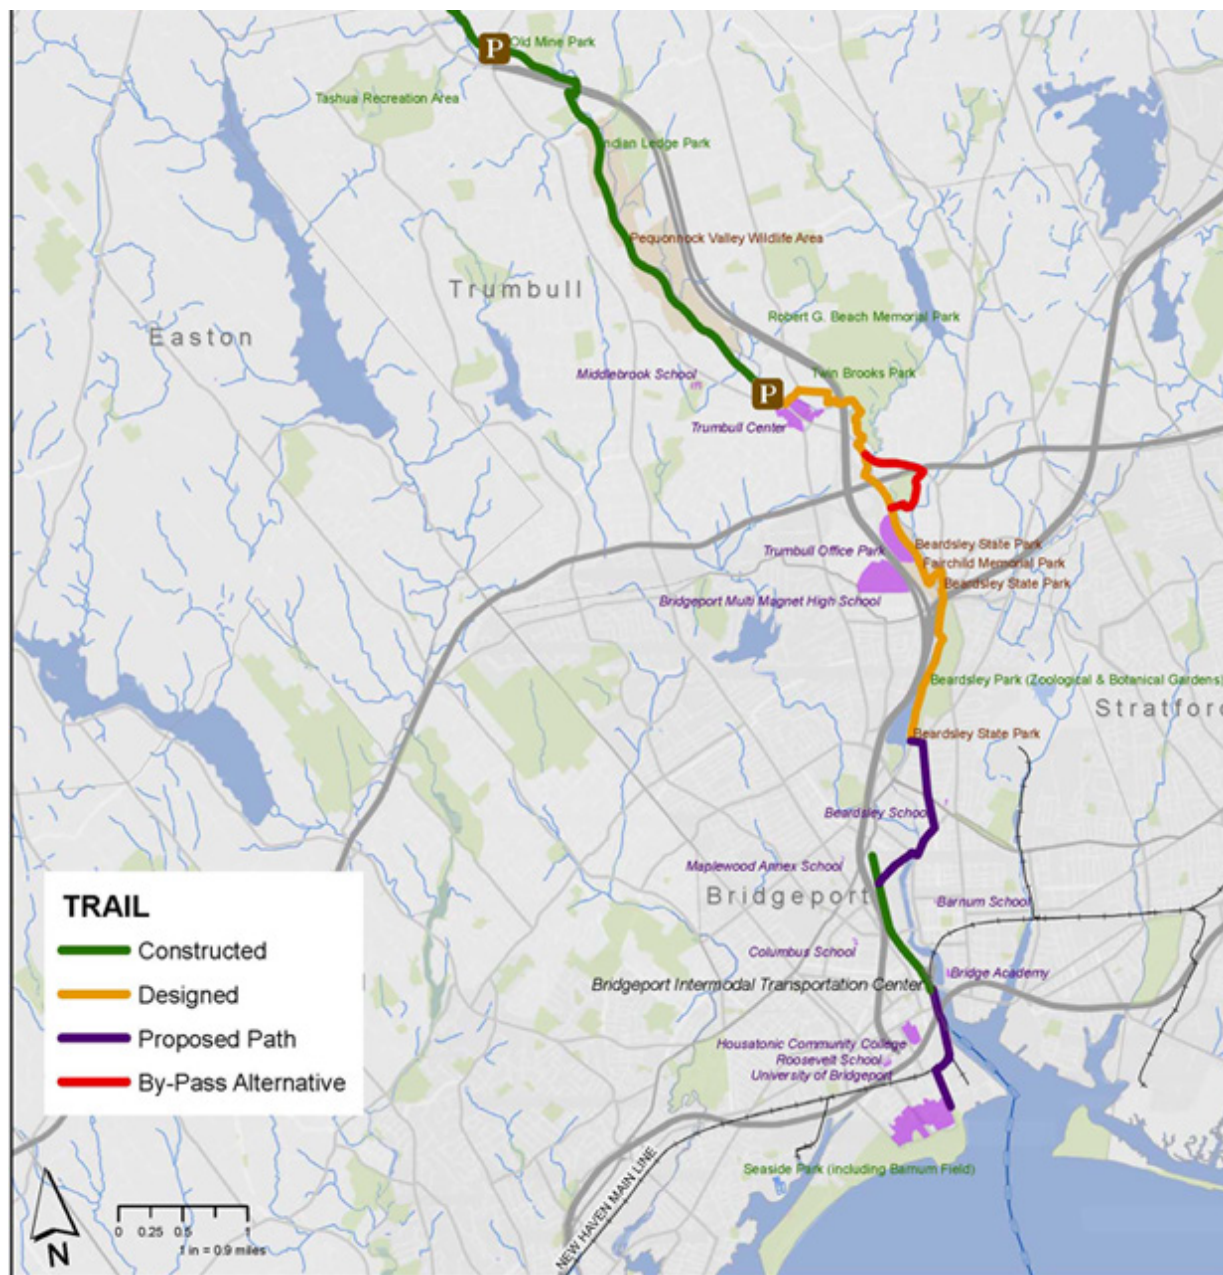 P
Old Mine Park
Tashua Recreation Area
Indian Ledge Park
Pequonnock Valley Wildlife Area
Trumbull
Easton
Robert G. Beach Memorial Park
Middlebrook School
Twin Brooks Park
P
Trumbull Center
Beardsley State Park
Trumbull Office Park
Fairchild Memorial Park
Beardsley State Park
Bridgeport Multi Magnet High School
Beardsley Park (Zoological & Botanical Gardens)
Stratford
Beardsley State Park
Beardsley School
Maplewood Annex School
Bridgeport
Barnum School
Columbus School
Bridge Academy
Bridgeport Intermodal Transportation Center
Housatonic Community College
Roosevelt School
University of Bridgeport
Seaside Park (including Barnum Field)
NEW HAVEN MAIN LINE
TRAIL
Constructed
Designed
Proposed Path
By-Pass Alternative
N
0 0.25 0.5 1
1 in = 0.9 miles